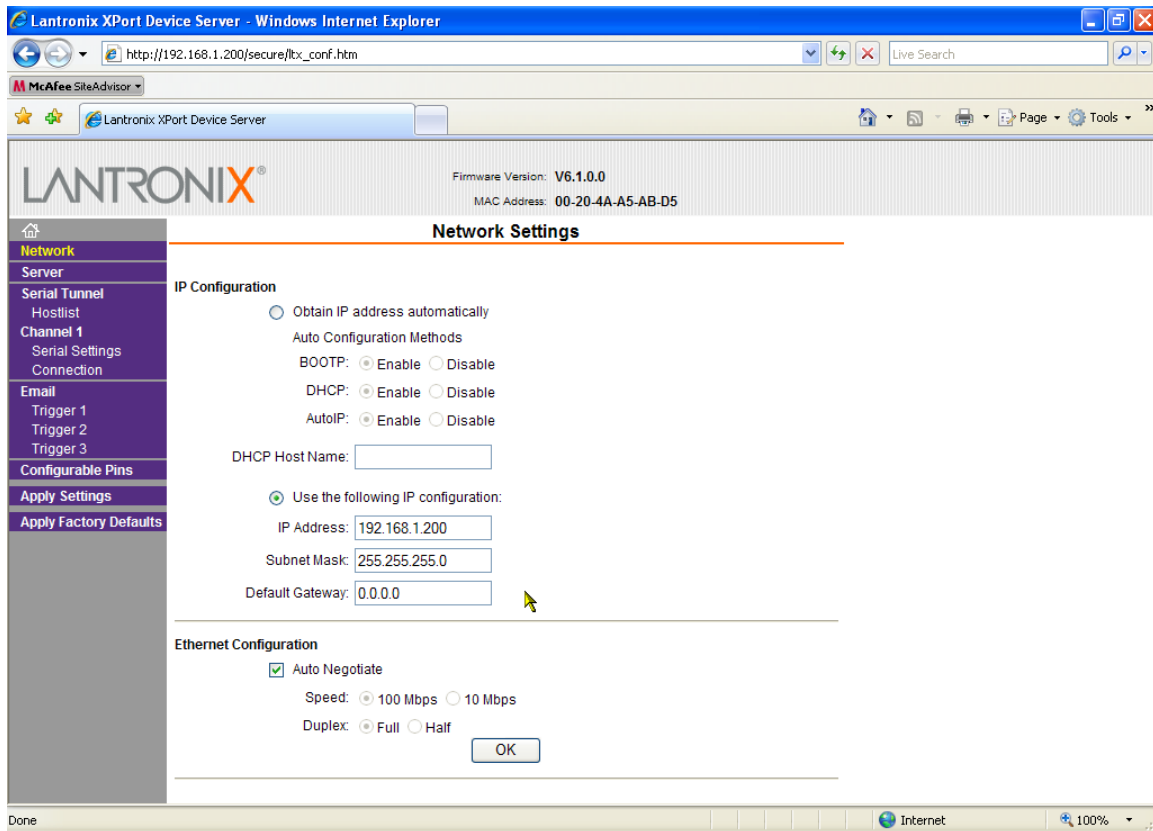 Lantronix XPort Device Server - Windows Internet Explorer
http://192.168.1.200/secure/ltx_conf.htm
Live Search
McAfee SiteAdvisor
Lantronix XPort Device Server
Page
Tools
LANTRONIX®
Firmware Version: V6.1.0.0
MAC Address: 00-20-4A-A5-AB-D5
Network
Server
Serial Tunnel
Hostlist
Channel 1
Serial Settings
Connection
Email
Trigger 1
Trigger 2
Trigger 3
Configurable Pins
Apply Settings
Apply Factory Defaults
Network Settings
IP Configuration
Obtain IP address automatically
Auto Configuration Methods
BOOTP: Enable Disable
DHCP: Enable Disable
AutoIP: Enable Disable
DHCP Host Name:
Use the following IP configuration:
IP Address: 192.168.1.200
Subnet Mask: 255.255.255.0
Default Gateway: 0.0.0.0
Ethernet Configuration
Auto Negotiate
Speed: 100 Mbps 10 Mbps
Duplex: Full Half
OK
Done
Internet
100%